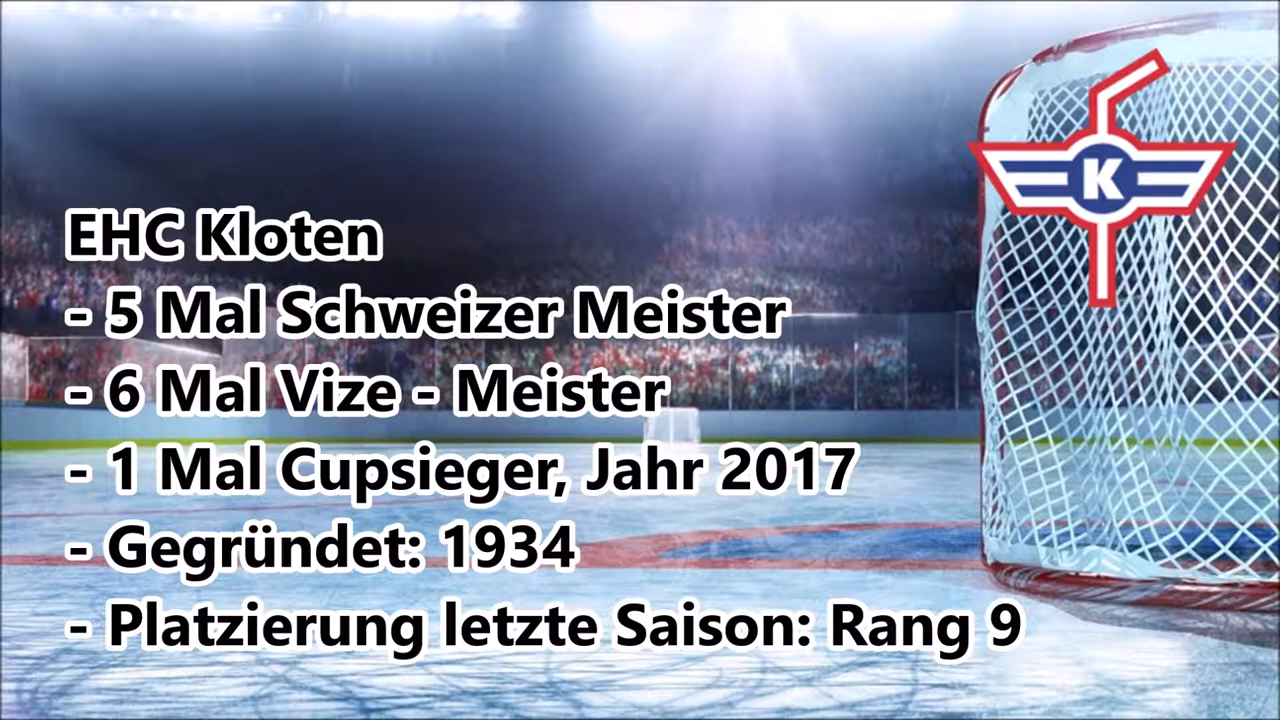 K
EHC Kloten
- 5 Mal Schweizer Meister
- 6 Mal Vize - Meister
- 1 Mal Cupsieger, Jahr 2017
- Gegründet: 1934
- Platzierung letzte Saison: Rang 9